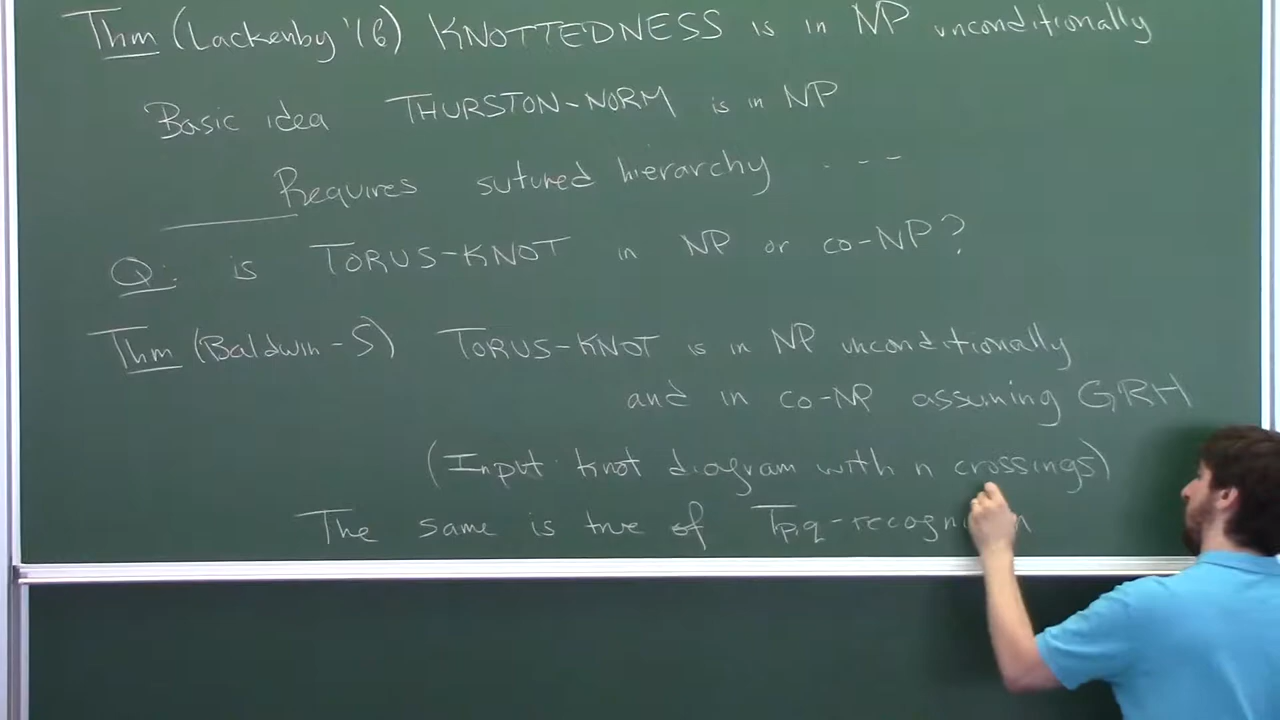 Thm (Lackenby '16) KNOTTEDNESS is in NP unconditionally
Basic idea THURSTON-NORM is in NP
Requires sutured hierarchy ....
Q: is TORUS-KNOT in NP or co-NP?
Thm (Baldwin-S) TORUS-KNOT is in NP unconditionally
and in co-NP assuming GRH
(Input: knot diagram with n crossings)
The same is true of Tp,q-